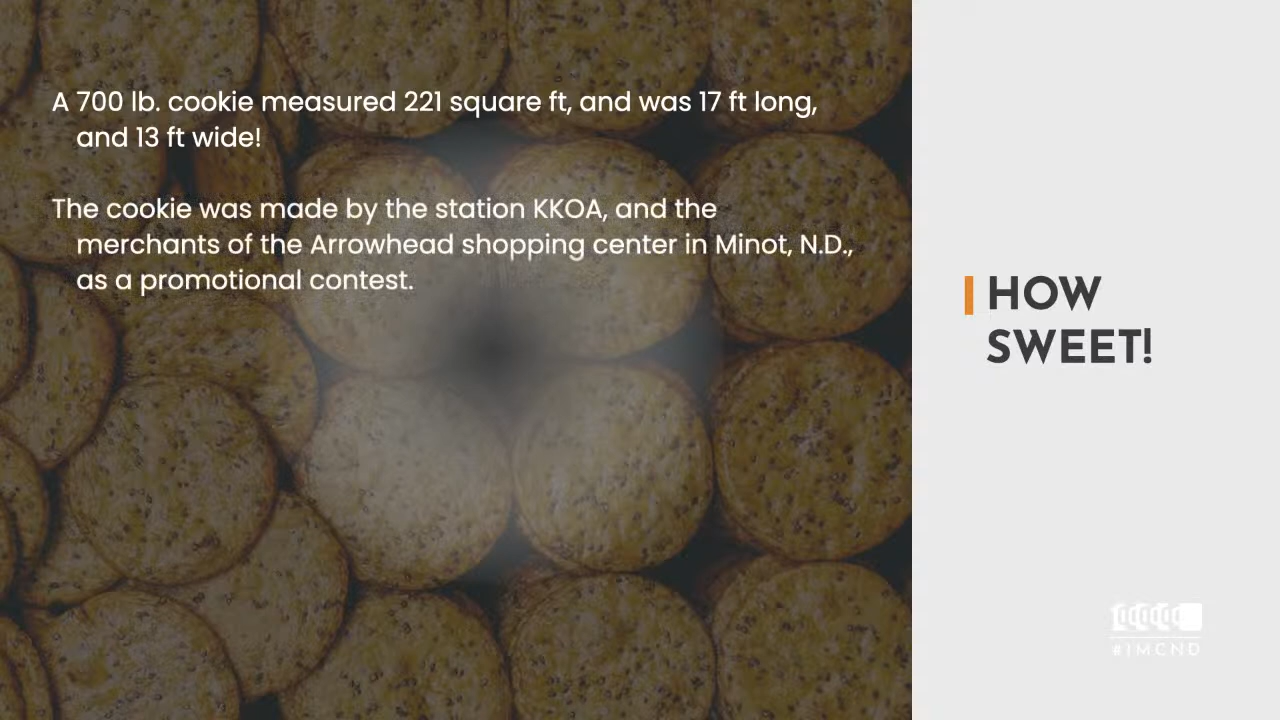 A 700 lb. cookie measured 221 square ft, and was 17 ft long,
and 13 ft wide!
The cookie was made by the station KKOA, and the
merchants of the Arrowhead shopping center in Minot, N.D.,
as a promotional contest.
HOW
SWEET!
#IMCND